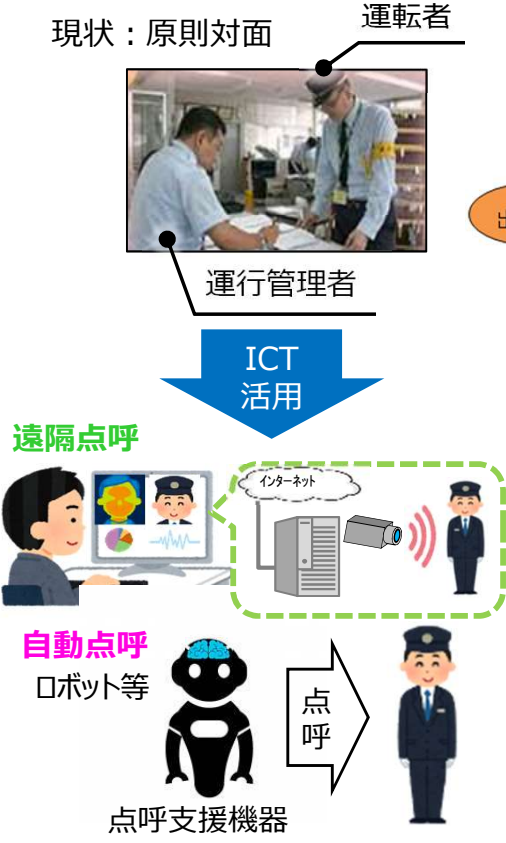 現状：原則対面
運転者
運行管理者
ICT
活用
遠隔点呼
インターネット
自動点呼
ロボット等
点
呼
点呼支援機器